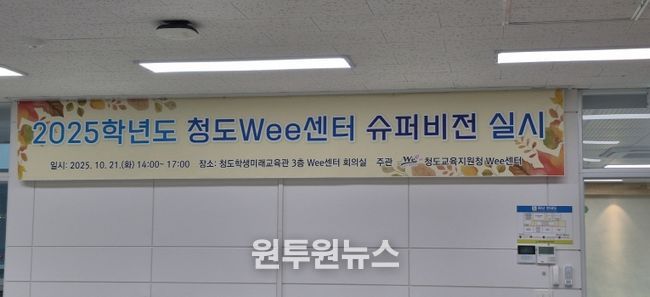 2025학년도 청도Wee센터 슈퍼비전 실시
일시: 2025. 10. 21.(화) 14:00~ 17:00 장소: 청도학생미래교육관 3층 Wee센터 회의실 주관 Wee 청도교육지원청 Wee센터
원투원뉴스